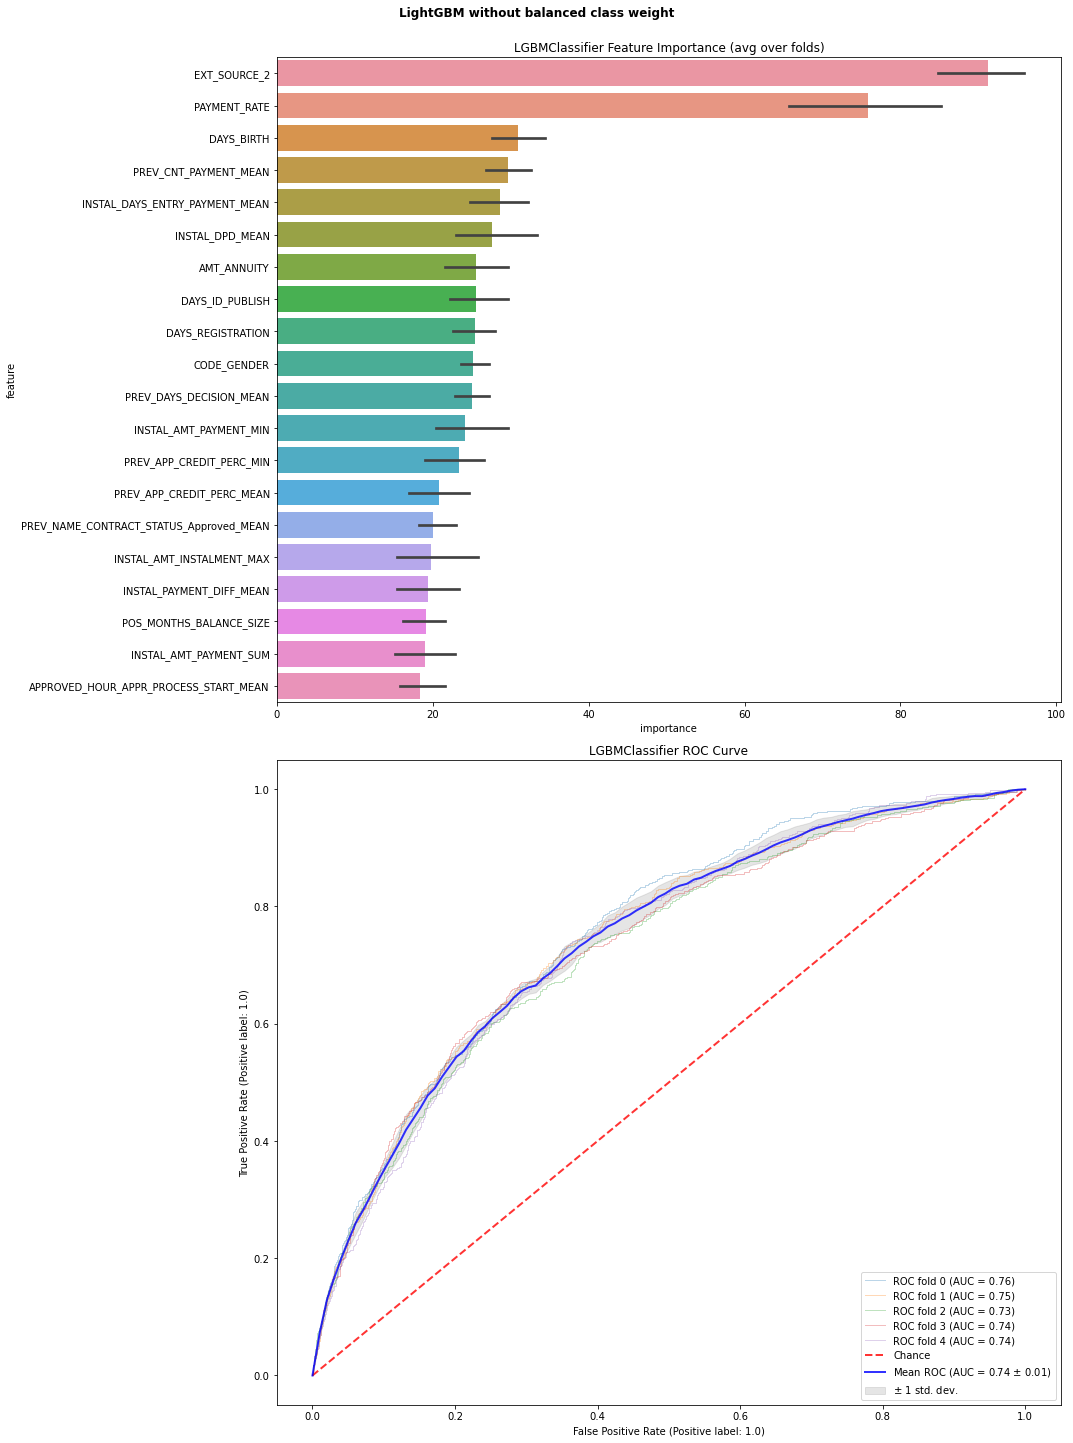 LightGBM without balanced class weight
LGBMClassifier Feature Importance (avg over folds)
feature
EXT_SOURCE_2
PAYMENT_RATE
DAYS_BIRTH
PREV_CNT_PAYMENT_MEAN
INSTAL_DAYS_ENTRY_PAYMENT_MEAN
INSTAL_DPD_MEAN
AMT_ANNUITY
DAYS_ID_PUBLISH
DAYS_REGISTRATION
CODE_GENDER
PREV_DAYS_DECISION_MEAN
INSTAL_AMT_PAYMENT_MIN
PREV_APP_CREDIT_PERC_MIN
PREV_APP_CREDIT_PERC_MEAN
PREV_NAME_CONTRACT_STATUS_Approved_MEAN
INSTAL_AMT_INSTALMENT_MAX
INSTAL_PAYMENT_DIFF_MEAN
POS_MONTHS_BALANCE_SIZE
INSTAL_AMT_PAYMENT_SUM
APPROVED_HOUR_APPR_PROCESS_START_MEAN
0 20 40 60 80 100
importance
LGBMClassifier ROC Curve
True Positive Rate (Positive label: 1.0)
1.0
0.8
0.6
0.4
0.2
0.0
ROC fold 0 (AUC = 0.76)
ROC fold 1 (AUC = 0.75)
ROC fold 2 (AUC = 0.73)
ROC fold 3 (AUC = 0.74)
ROC fold 4 (AUC = 0.74)
Chance
Mean ROC (AUC = 0.74 ± 0.01)
± 1 std. dev.
0.0 0.2 0.4 0.6 0.8 1.0
False Positive Rate (Positive label: 1.0)